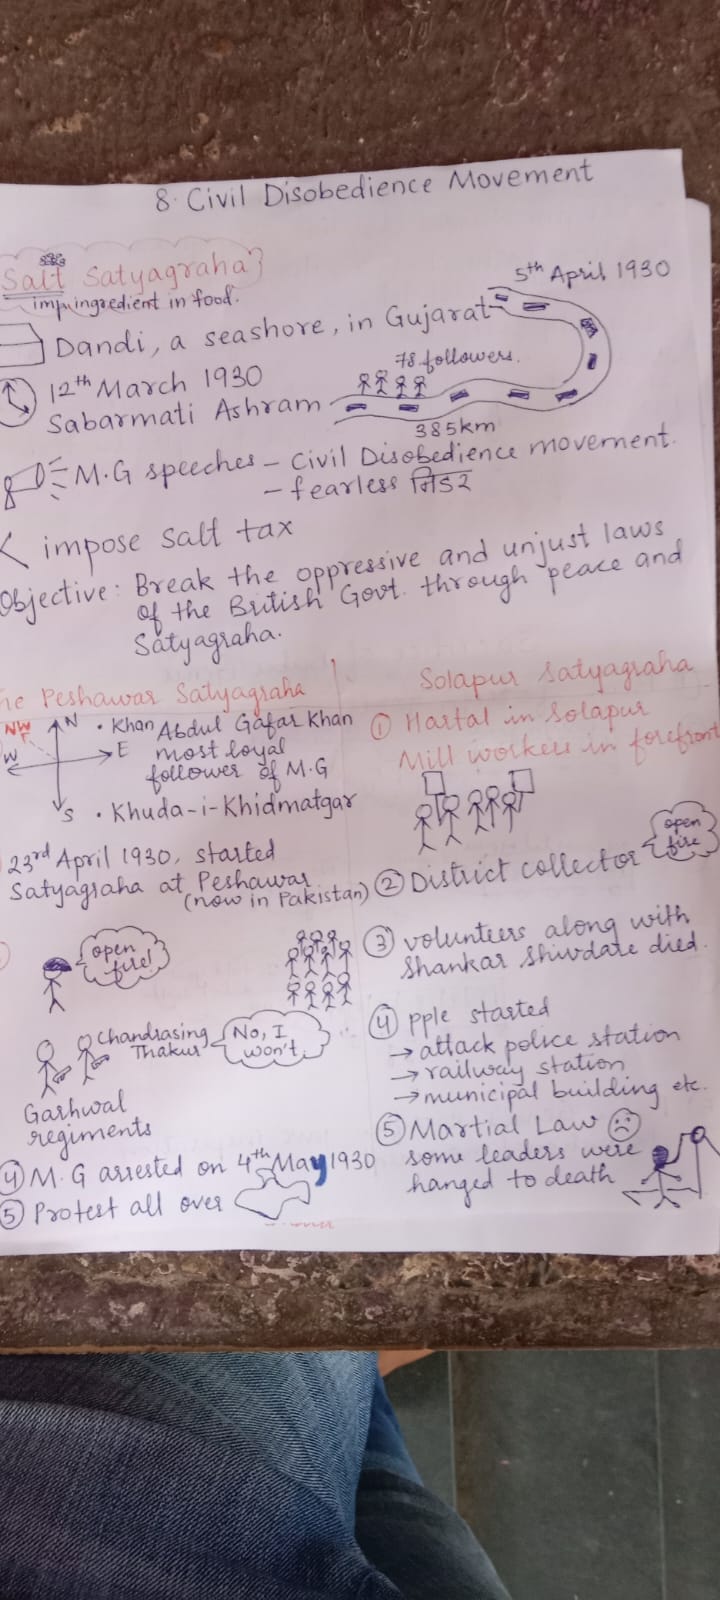 8. Civil Disobedience Movement
Salt Satyagraha
imp. ingredient in food.
5th April 1930
Dandi, a seashore, in Gujarat
78 followers.
12th March 1930
Sabarmati Ashram
385km
M.G speeches - Civil Disobedience movement.
- fearless निडर
impose salt tax
Objective: Break the oppressive and unjust laws
of the British Govt. through peace and
Satyagraha.
The Peshawar Satyagraha
NW
N
W
E
S
• Khan Abdul Gafar Khan
most loyal
follower of M.G
• Khuda-i-Khidmatgar
23rd April 1930, started
Satyagraha at Peshawar
(now in Pakistan)
open
fire!
Chandrasing
Thakur
No, I
won't.
Garhwal
regiments
④ M.G arrested on 4th May 1930
⑤ Protest all over
Solapur Satyagraha
① Hartal in Solapur
Mill workers in forefront
② District collector
open
fire
③ volunteers along with
Shankar Shivdare died.
④ pple started
→ attack police station
→ railway station
→ municipal building etc.
⑤ Martial Law
some leaders were
hanged to death